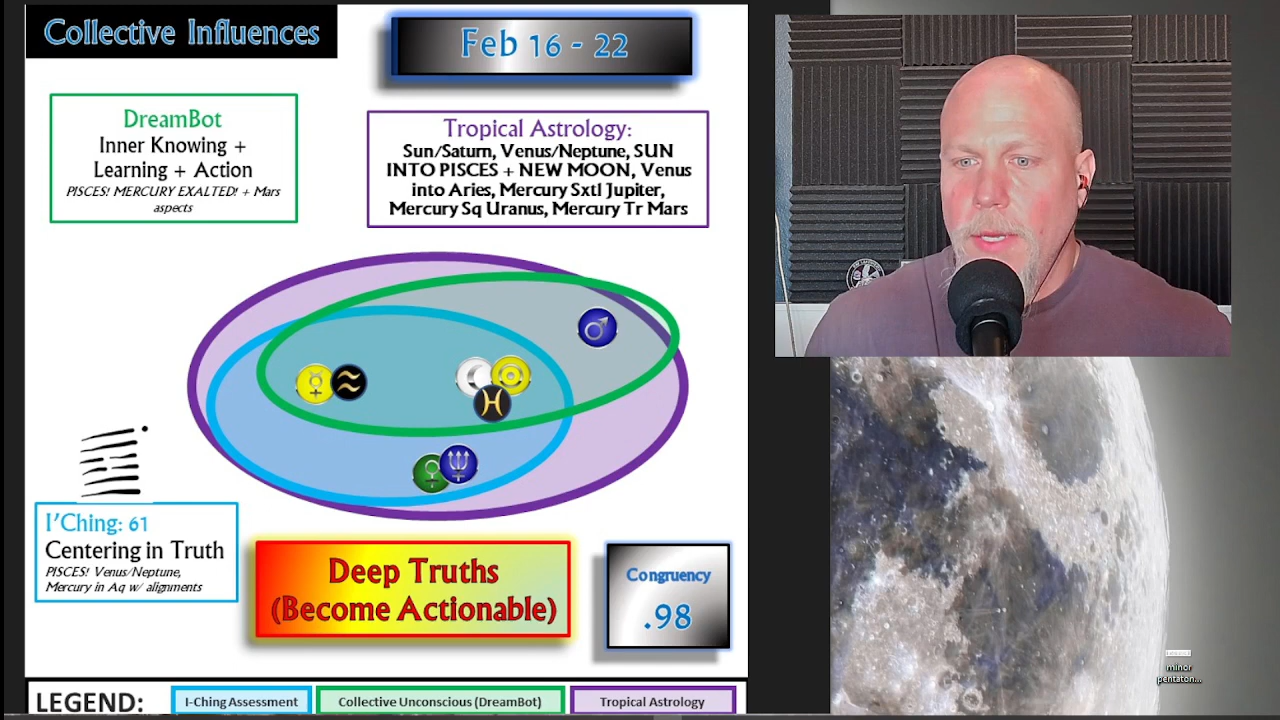 Collective Influences
Feb 16 - 22
DreamBot
Inner Knowing +
Learning + Action
PISCES! MERCURY EXALTED! + Mars
aspects
Tropical Astrology:
Sun/Saturn, Venus/Neptune, SUN
INTO PISCES + NEW MOON, Venus
into Aries, Mercury Sxtl Jupiter,
Mercury Sq Uranus, Mercury Tr Mars
I'Ching: 61
Centering in Truth
PISCES! Venus/Neptune,
Mercury in Aq w/ alignments
Deep Truths
(Become Actionable)
Congruency
.98
minor
pentaton...
LEGEND:
I-Ching Assessment
Collective Unconscious (DreamBot)
Tropical Astrology